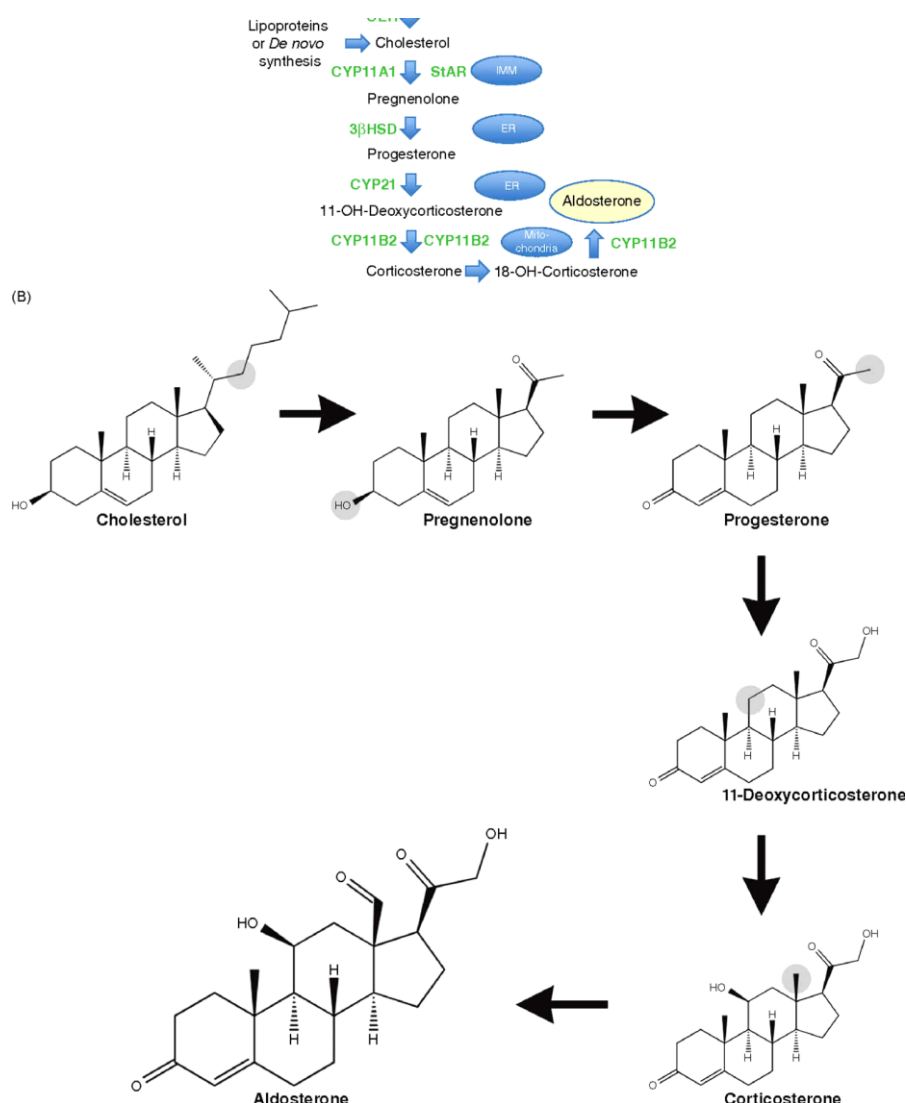 Lipoproteins
or De novo
synthesis
Cholesterol
CYP11A1 StAR IMM
Pregnenolone
3βHSD ER
Progesterone
CYP21 ER
11-OH-Deoxycorticosterone
Aldosterone
CYP11B2 CYP11B2 Mito-
chondria CYP11B2
Corticosterone 18-OH-Corticosterone
(B)
HO
H
H
H
Cholesterol
O
HO
H
H
H
Pregnenolone
O
O
H
H
H
Progesterone
OH
O
O
H
H
H
11-Deoxycorticosterone
OH
O
O
HO
O
H
H
H
Aldosterone
OH
O
HO
O
H
H
H
Corticosterone